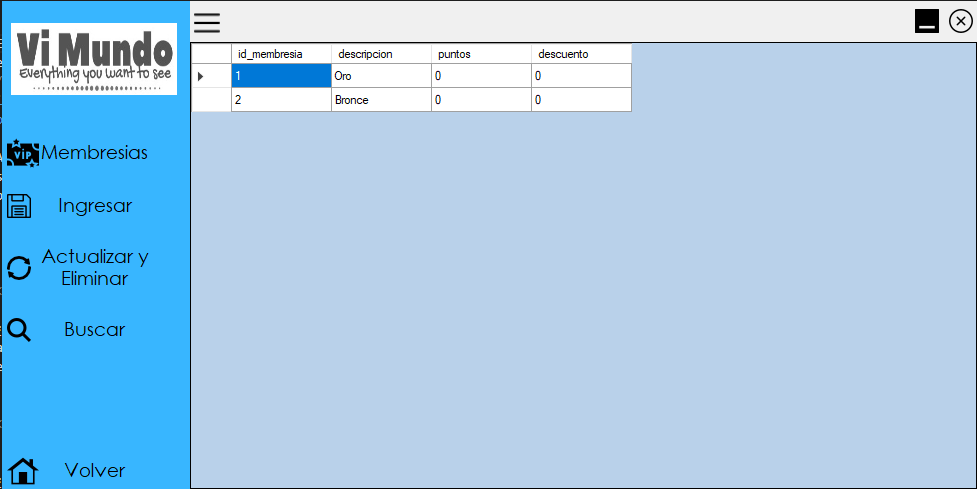 Vi Mundo
Everything you want to see
VIP
Membresias
Ingresar
Actualizar y
Eliminar
Buscar
Volver
id_membresia descripcion puntos descuento
1 Oro 0 0
2 Bronce 0 0